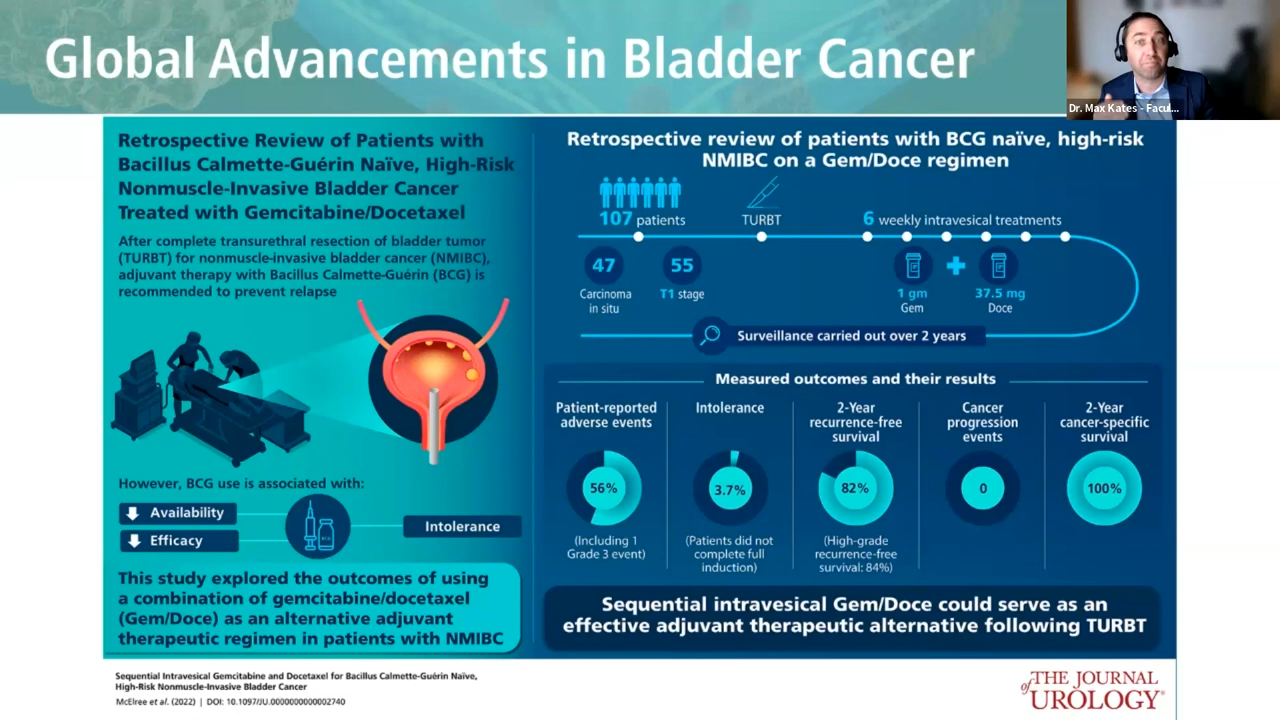 Global Advancements in Bladder Cancer
Dr. Max Kates - Facul...
Retrospective Review of Patients with
Bacillus Calmette-Guérin Naïve, High-Risk
Nonmuscle-Invasive Bladder Cancer
Treated with Gemcitabine/Docetaxel
After complete transurethral resection of bladder tumor
(TURBT) for nonmuscle-invasive bladder cancer (NMIBC),
adjuvant therapy with Bacillus Calmette-Guérin (BCG) is
recommended to prevent relapse
However, BCG use is associated with:
Availability
Efficacy
BCG
Intolerance
This study explored the outcomes of using
a combination of gemcitabine/docetaxel
(Gem/Doce) as an alternative adjuvant
therapeutic regimen in patients with NMIBC
Retrospective review of patients with BCG naïve, high-risk
NMIBC on a Gem/Doce regimen
107 patients
TURBT
6 weekly intravesical treatments
47
Carcinoma
in situ
55
T1 stage
1 gm
Gem
37.5 mg
Doce
Surveillance carried out over 2 years
Measured outcomes and their results
Patient-reported
adverse events
56%
(Including 1
Grade 3 event)
Intolerance
3.7%
(Patients did not
complete full
induction)
2-Year
recurrence-free
survival
82%
(High-grade
recurrence-free
survival: 84%)
Cancer
progression
events
0
2-Year
cancer-specific
survival
100%
Sequential intravesical Gem/Doce could serve as an
effective adjuvant therapeutic alternative following TURBT
Sequential Intravesical Gemcitabine and Docetaxel for Bacillus Calmette-Guérin Naïve,
High-Risk Nonmuscle-Invasive Bladder Cancer
McElree et al. (2022) | DOI: 10.1097/JU.0000000000002740
THE JOURNAL
of UROLOGY®